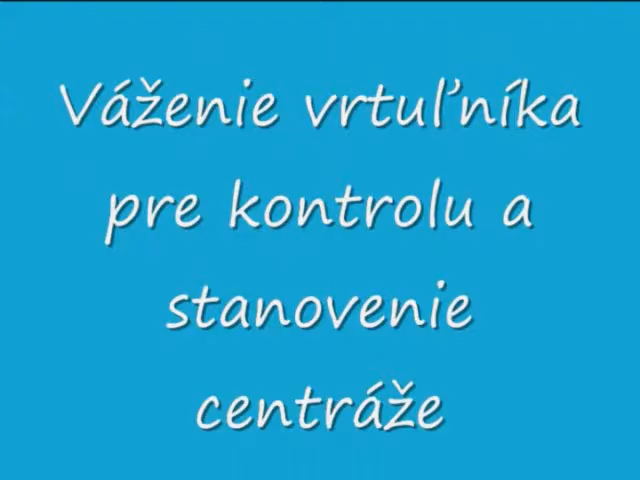 Váženie vrtuľníka
pre kontrolu a
stanovenie
centráže